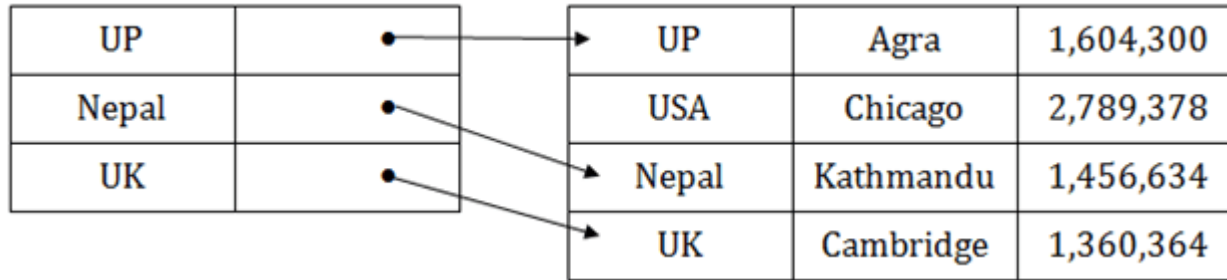 UP UP Agra 1,604,300
Nepal USA Chicago 2,789,378
UK Nepal Kathmandu 1,456,634
UK Cambridge 1,360,364